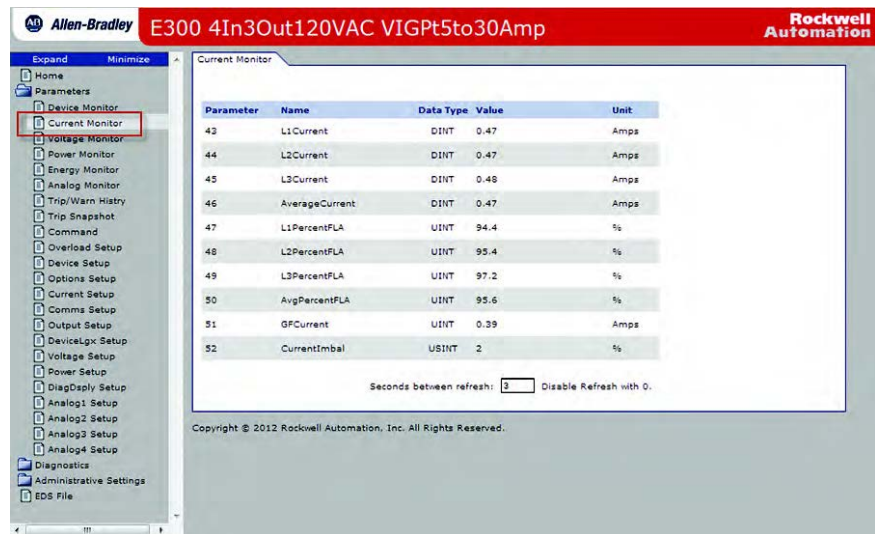 AB Allen-Bradley
E300 4In3Out120VAC VIGPt5to30Amp
Rockwell
Automation
Expand Minimize
Home
Parameters
Device Monitor
Current Monitor
Voltage Monitor
Power Monitor
Energy Monitor
Analog Monitor
Trip/Warn Histry
Trip Snapshot
Command
Overload Setup
Device Setup
Options Setup
Current Setup
Comms Setup
Output Setup
DeviceLgx Setup
Voltage Setup
Power Setup
DiagDsply Setup
Analog1 Setup
Analog2 Setup
Analog3 Setup
Analog4 Setup
Diagnostics
Administrative Settings
EDS File
Current Monitor
Parameter Name Data Type Value Unit
43 L1Current DINT 0.47 Amps
44 L2Current DINT 0.47 Amps
45 L3Current DINT 0.48 Amps
46 AverageCurrent DINT 0.47 Amps
47 L1PercentFLA UINT 94.4 %
48 L2PercentFLA UINT 95.4 %
49 L3PercentFLA UINT 97.2 %
50 AvgPercentFLA UINT 95.6 %
51 GFCurrent UINT 0.39 Amps
52 CurrentImbal USINT 2 %
Seconds between refresh: 3 Disable Refresh with 0.
Copyright © 2012 Rockwell Automation, Inc. All Rights Reserved.